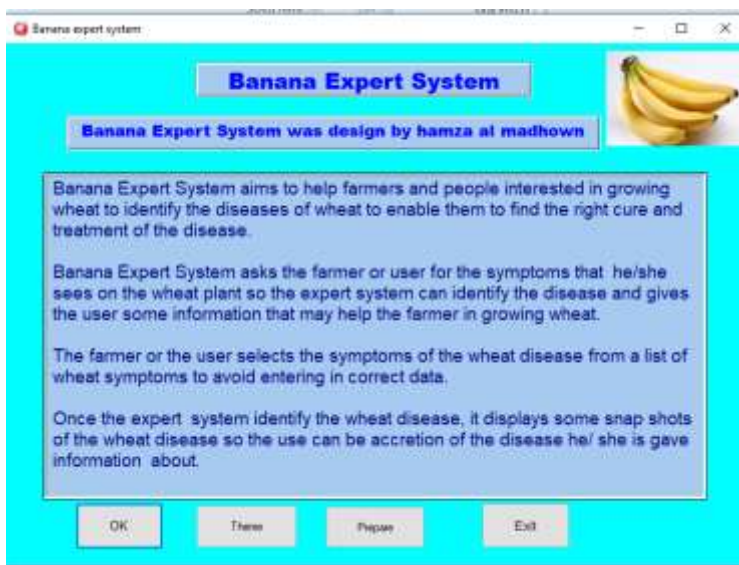 Banana expert system
Banana Expert System
Banana Expert System was design by hamza al madhown
Banana Expert System aims to help farmers and people interested in growing
wheat to identify the diseases of wheat to enable them to find the right cure and
treatment of the disease.
Banana Expert System asks the farmer or user for the symptoms that he/she
sees on the wheat plant so the expert system can identify the disease and gives
the user some information that may help the farmer in growing wheat.
The farmer or the user selects the symptoms of the wheat disease from a list of
wheat symptoms to avoid entering in correct data.
Once the expert system identify the wheat disease, it displays some snap shots
of the wheat disease so the use can be accretion of the disease he/ she is gave
information about.
OK Prepare Exit